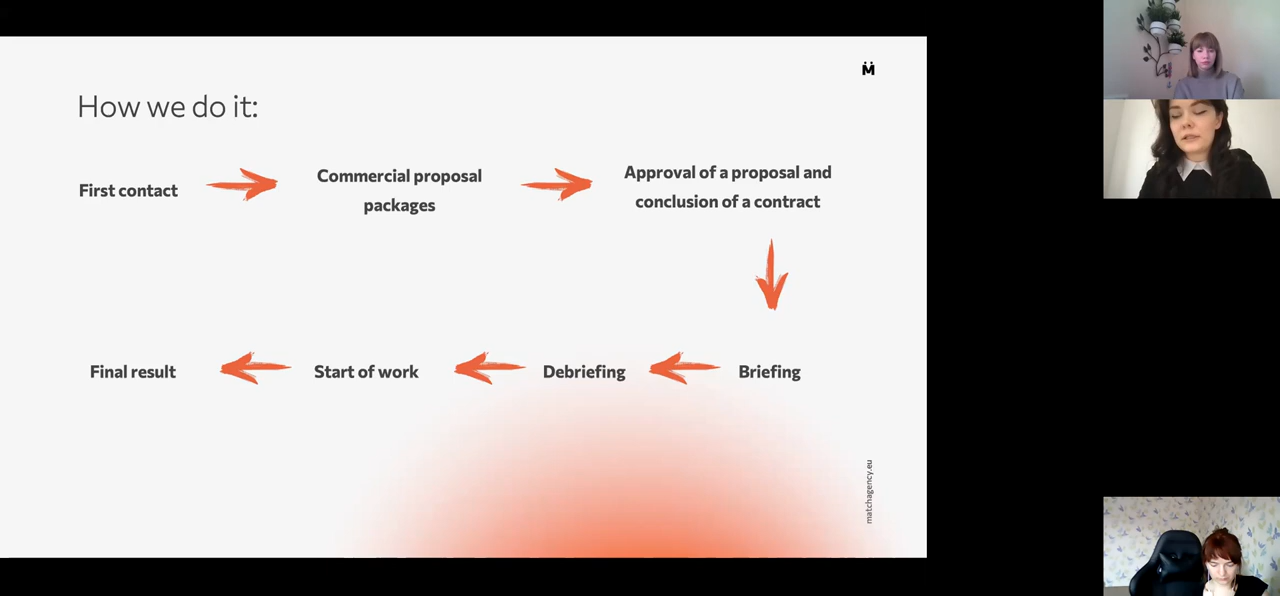 M̈
How we do it:
First contact
Commercial proposal
packages
Approval of a proposal and
conclusion of a contract
Final result
Start of work
Debriefing
Briefing
matchagency.eu